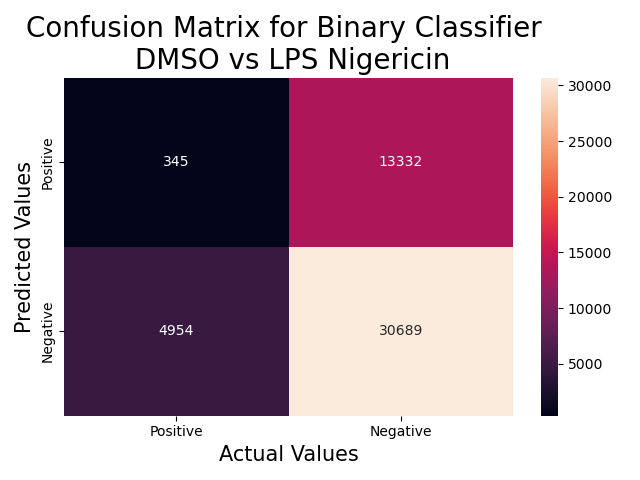 Confusion Matrix for Binary Classifier
DMSO vs LPS Nigericin
Predicted Values
Positive
Negative
345
13332
4954
30689
Positive
Negative
Actual Values
30000
25000
20000
15000
10000
5000